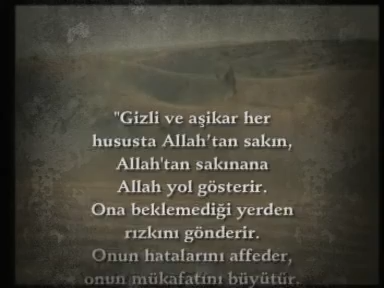 "Gizli ve aşikar her
hususta Allah'tan sakın,
Allah'tan sakınana
Allah yol gösterir.
Ona beklemediği yerden
rızkını gönderir.
Onun hatalarını affeder,
onun mükafatını büyütür.